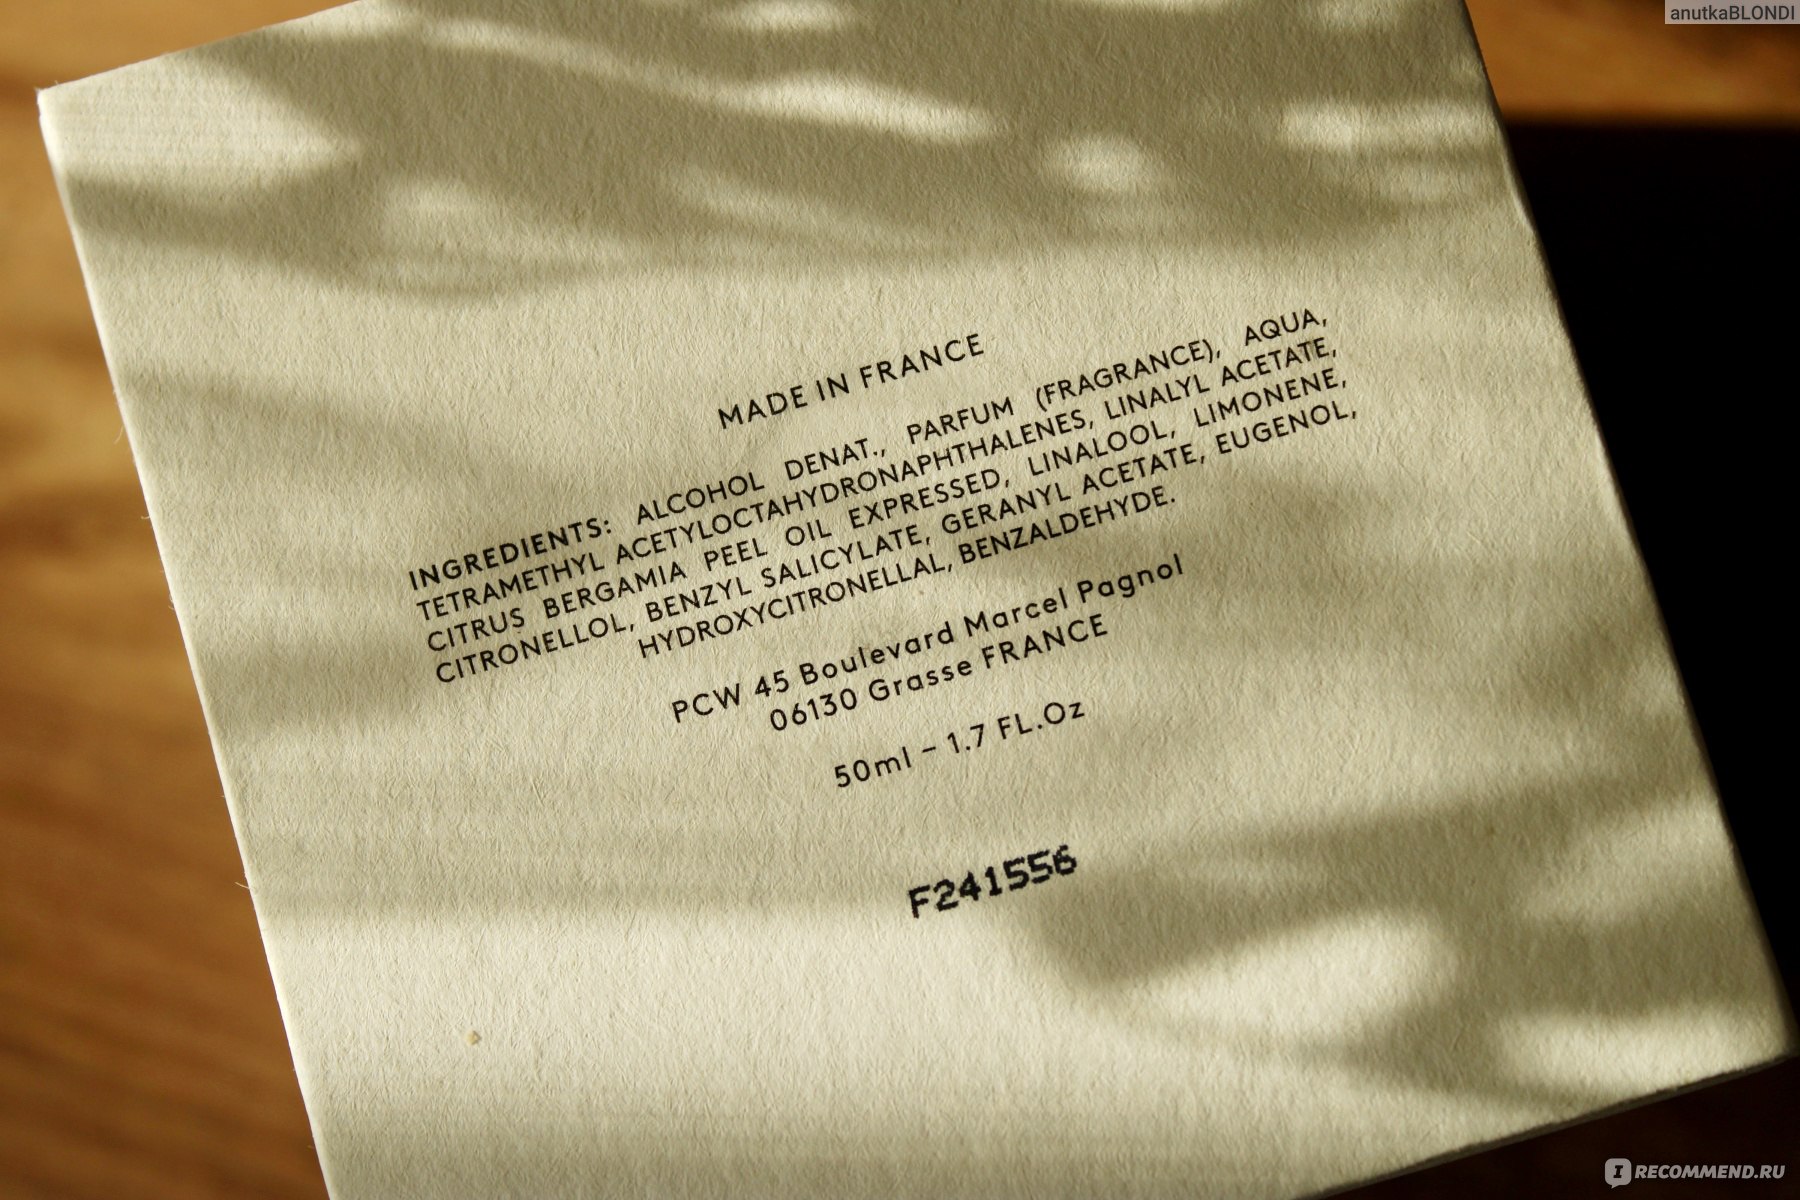 anutkaBLONDI
MADE IN FRANCE
INGREDIENTS: ALCOHOL DENAT., PARFUM (FRAGRANCE), AQUA,
TETRAMETHYL ACETYLOCTAHYDRONAPHTHALENES, LINALYL ACETATE,
CITRUS BERGAMIA PEEL OIL EXPRESSED, LINALOOL, LIMONENE,
CITRONELLOL, BENZYL SALICYLATE, GERANYL ACETATE, EUGENOL,
HYDROXYCITRONELLAL, BENZALDEHYDE.
PCW 45 Boulevard Marcel Pagnol
06130 Grasse FRANCE
50ml – 1.7 FL.Oz
F241556
I RECOMMEND.RU